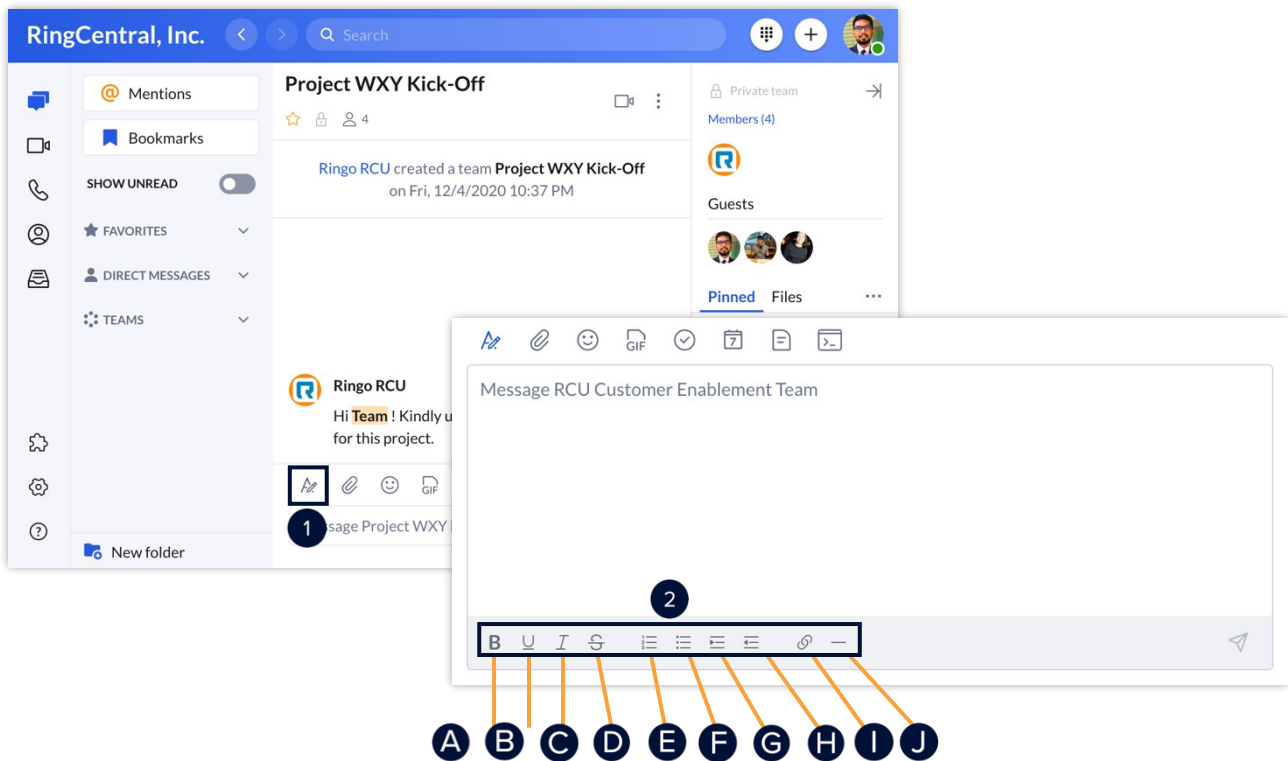 RingCentral, Inc.
Search
Mentions
Bookmarks
SHOW UNREAD
FAVORITES
DIRECT MESSAGES
TEAMS
New folder
Project WXY Kick-Off
4
Ringo RCU created a team Project WXY Kick-Off
on Fri, 12/4/2020 10:37 PM
Private team
Members (4)
Guests
Pinned Files
Ringo RCU
Hi Team ! Kindly u
for this project.
GIF
1
sage Project WXY
GIF
7
Message RCU Customer Enablement Team
2
B U I S
A B C D E F G H I J